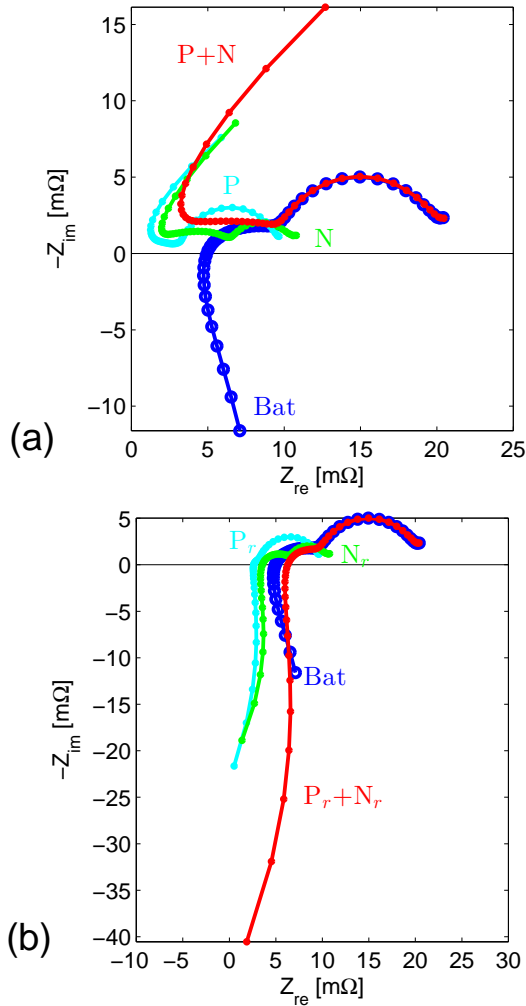 15
10
5
0
−5
−10
-Z_im [mΩ]
P+N
P
N
Bat
(a)
0 5 10 15 20 25
Z_re [mΩ]
5
0
−5
−10
−15
−20
−25
−30
−35
−40
-Z_im [mΩ]
P_r
N_r
Bat
P_r+N_r
(b)
−10 −5 0 5 10 15 20 25 30
Z_re [mΩ]